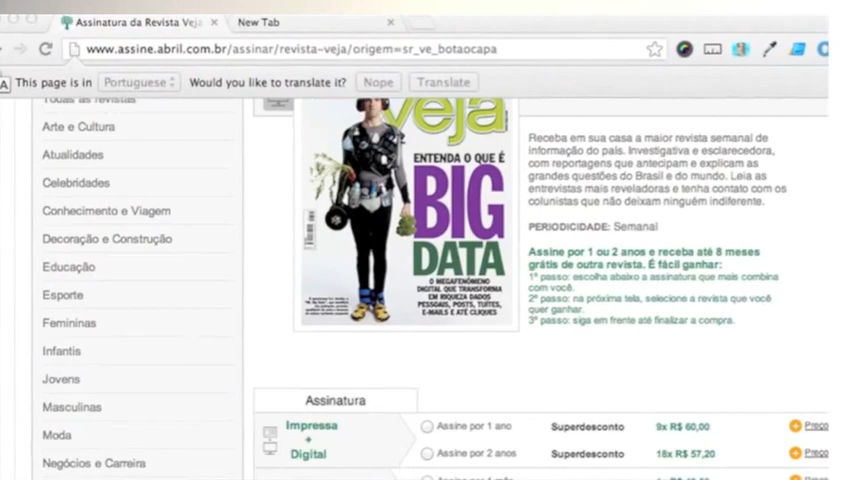 Assinatura da Revista Veja
New Tab
www.assine.abril.com.br/assinar/revista-veja/origem=sr_ve_botaocapa
This page is in Portuguese Would you like to translate it? Nope Translate
Todas as revistas
Arte e Cultura
Atualidades
Celebridades
Conhecimento e Viagem
Decoração e Construção
Educação
Esporte
Femininas
Infantis
Jovens
Masculinas
Moda
Negócios e Carreira
veja
ENTENDA O QUE É
BIG
DATA
O MEGAFENÔMENO
DIGITAL QUE TRANSFORMA
EM RIQUEZA DADOS
PESSOAIS, POSTS, TUÍTES,
E-MAILS E ATÉ CLIQUES
Receba em sua casa a maior revista semanal de
informação do país. Investigativa e esclarecedora,
com reportagens que antecipam e explicam as
grandes questões do Brasil e do mundo. Leia as
entrevistas mais reveladoras e tenha contato com os
colunistas que não deixam ninguém indiferente.
PERIODICIDADE: Semanal
Assine por 1 ou 2 anos e receba até 8 meses
grátis de outra revista. É fácil ganhar:
1º passo: escolha abaixo a assinatura que mais combina
com você.
2º passo: na próxima tela, selecione a revista que você
quer ganhar.
3º passo: siga em frente até finalizar a compra.
Assinatura
Impressa
+
Digital
Assine por 1 ano Superdesconto 9x R$ 60,00 Preço
Assine por 2 anos Superdesconto 18x R$ 57,20 Preço